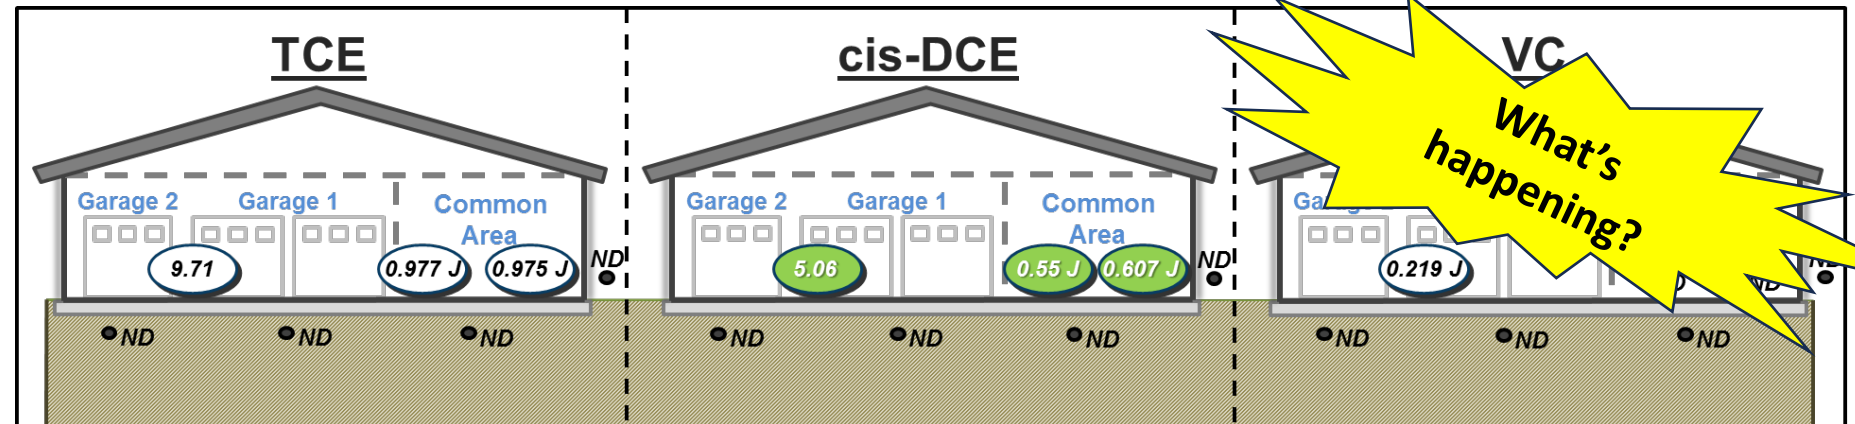 TCE
cis-DCE
VC
What's
happening?
Garage 2
Garage 1
Common
Area
9.71
0.977 J
0.975 J
ND
ND
ND
ND
Garage 2
Garage 1
Common
Area
5.06
0.55 J
0.607 J
ND
ND
ND
ND
0.219 J
ND
ND
ND
ND